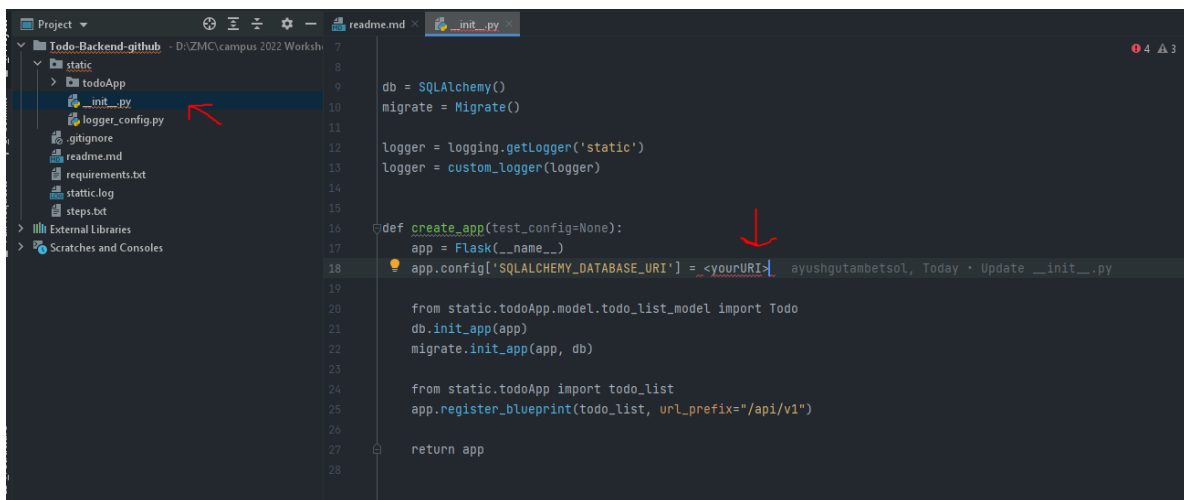 Project
readme.md
__init__.py
Todo-Backend-github - D:\ZMC\campus 2022 Worksh
static
todoApp
__init__.py
logger_config.py
.gitignore
readme.md
requirements.txt
stattic.log
steps.txt
External Libraries
Scratches and Consoles
4 3
7
8
9 db = SQLAlchemy()
10 migrate = Migrate()
11
12 logger = logging.getLogger('static')
13 logger = custom_logger(logger)
14
15
16 def create_app(test_config=None):
17 app = Flask(__name__)
18 app.config['SQLALCHEMY_DATABASE_URI'] = <yourURI> ayushgutambetsol, Today · Update __init__.py
19
20 from static.todoApp.model.todo_list_model import Todo
21 db.init_app(app)
22 migrate.init_app(app, db)
23
24 from static.todoApp import todo_list
25 app.register_blueprint(todo_list, url_prefix="/api/v1")
26
27 return app
28